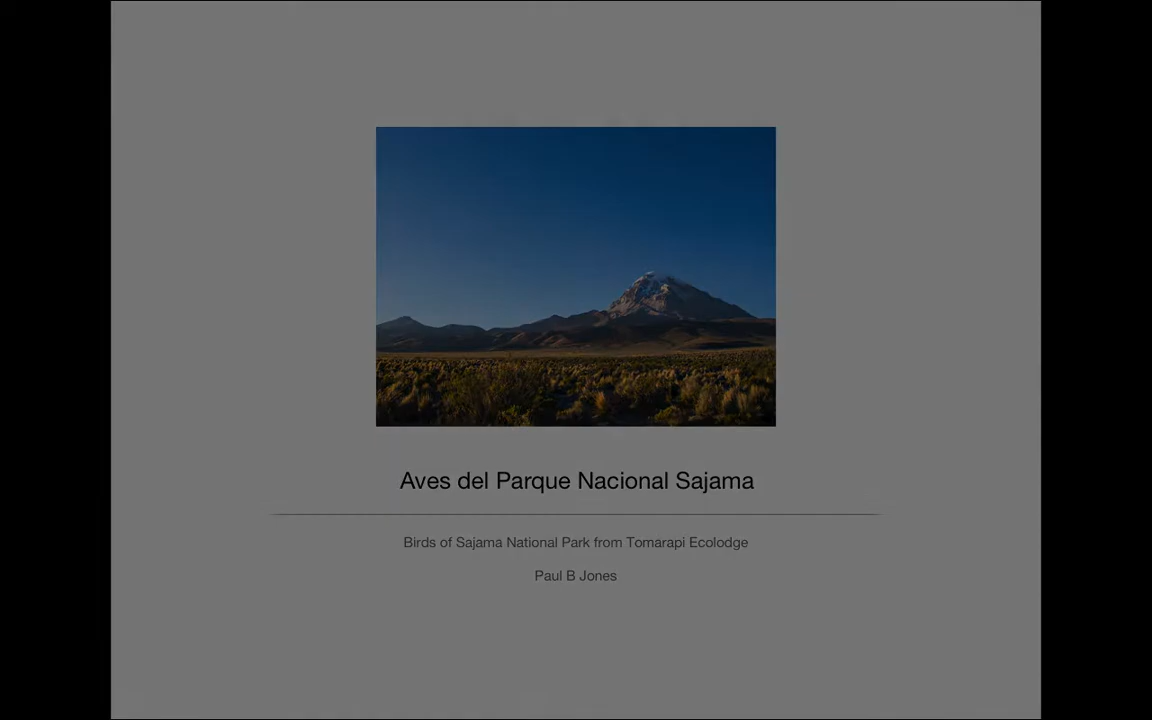 Aves del Parque Nacional Sajama
Birds of Sajama National Park from Tomarapi Ecolodge
Paul B Jones